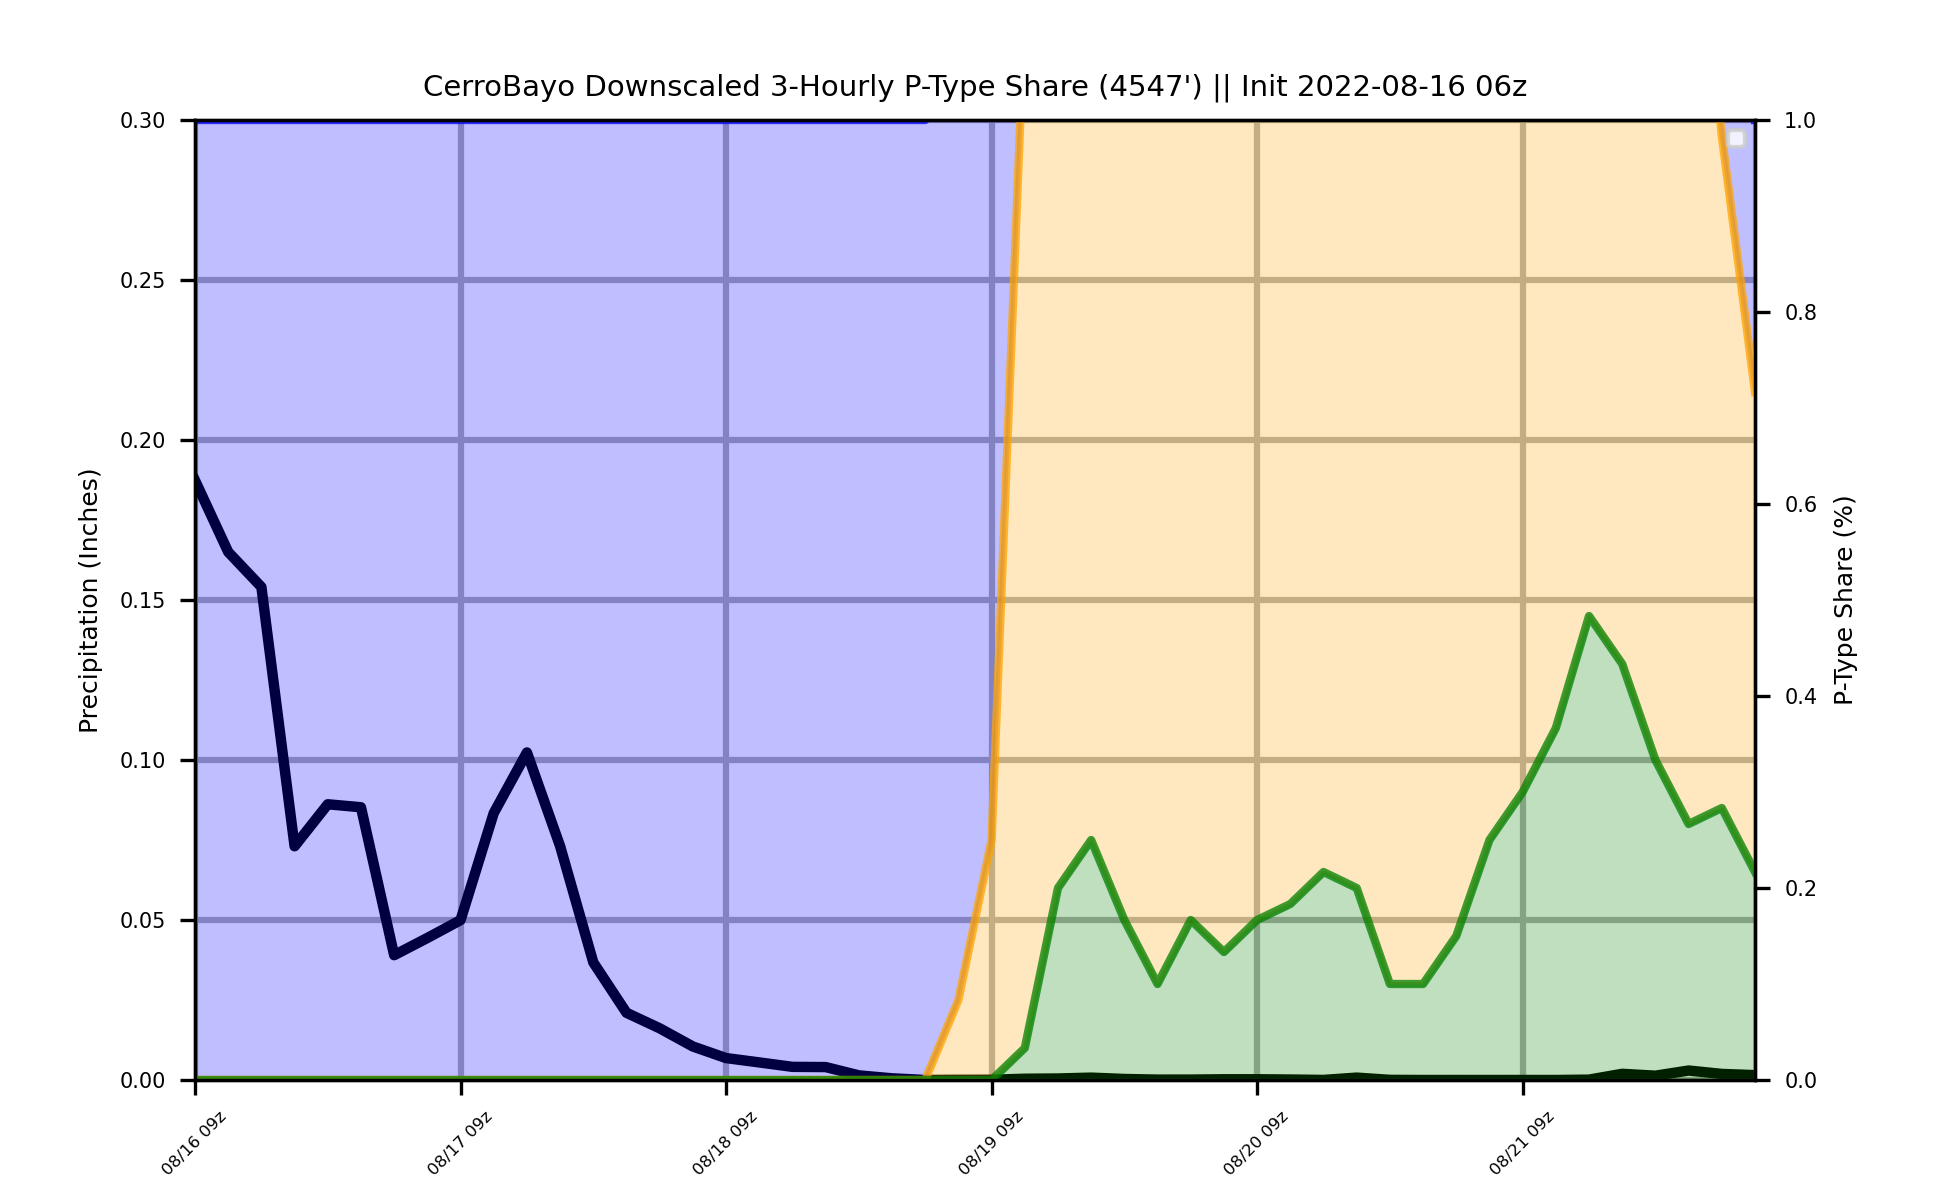 CerroBayo Downscaled 3-Hourly P-Type Share (4547') || Init 2022-08-16 06z
0.30
0.25
0.20
0.15
0.10
0.05
0.00
Precipitation (Inches)
1.0
0.8
0.6
0.4
0.2
0.0
P-Type Share (%)
08/16 09z
08/17 09z
08/18 09z
08/19 09z
08/20 09z
08/21 09z